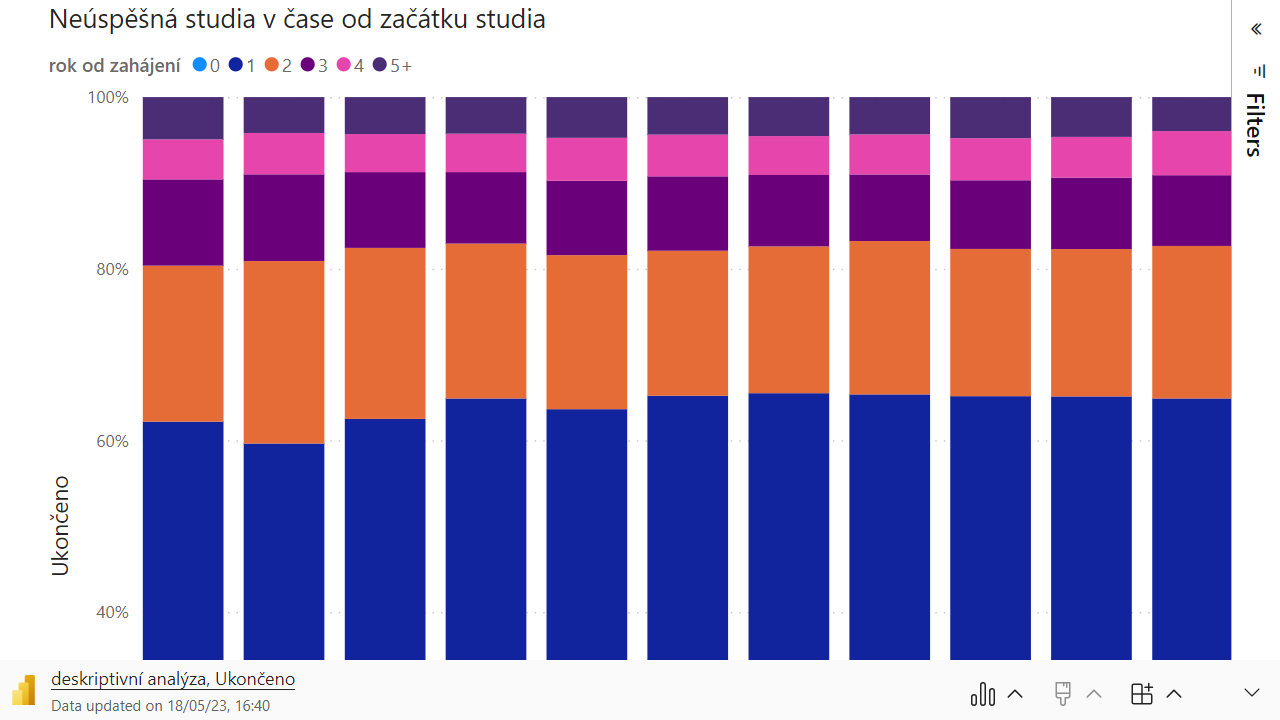 Neúspěšná studia v čase od začátku studia
rok od zahájení 0 1 2 3 4 5+
100%
80%
60%
40%
Ukončeno
Filters
deskriptivní analýza, Ukončeno
Data updated on 18/05/23, 16:40